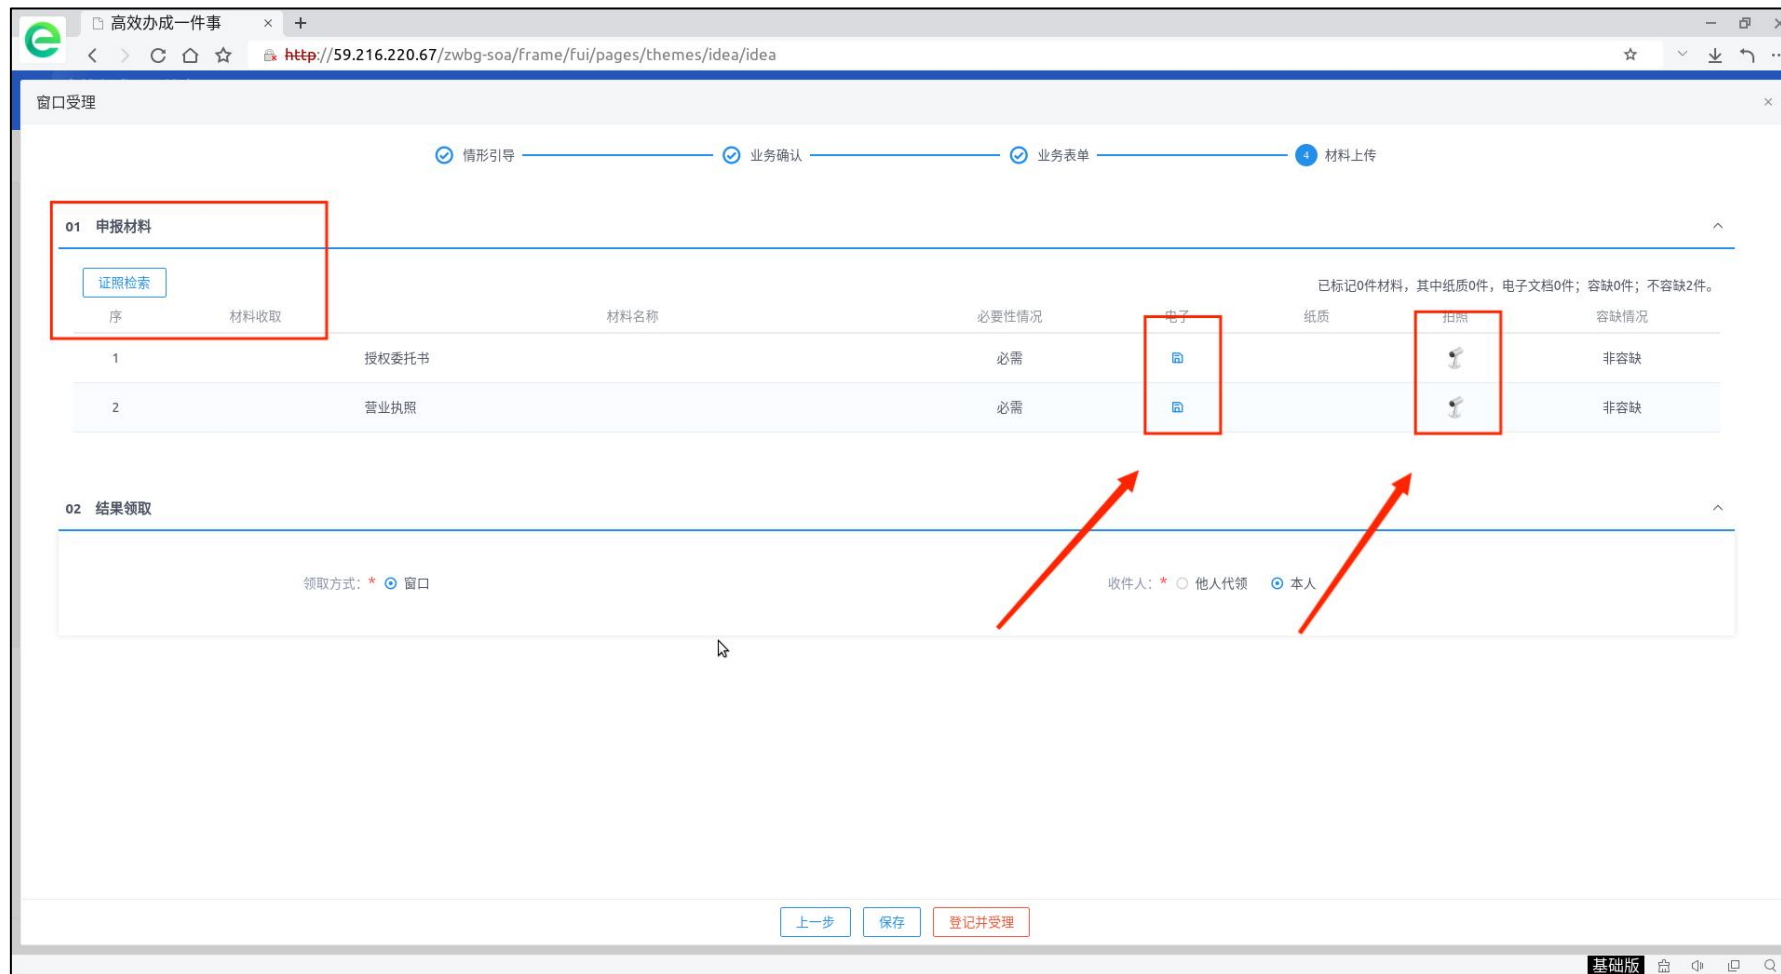 高效办成一件事
http://59.216.220.67/zwbg-soa/frame/fui/pages/themes/idea/idea
窗口受理
情形引导 业务确认 业务表单 4 材料上传
01 申报材料
证照检索
已标记0件材料，其中纸质0件，电子文档0件；容缺0件；不容缺2件。
序 材料收取 材料名称 必要性情况 电子 纸质 拍照 容缺情况
1 授权委托书 必需 非容缺
2 营业执照 必需 非容缺
02 结果领取
领取方式：* 窗口 收件人：* 他人代领 本人
上一步 保存 登记并受理
基础版